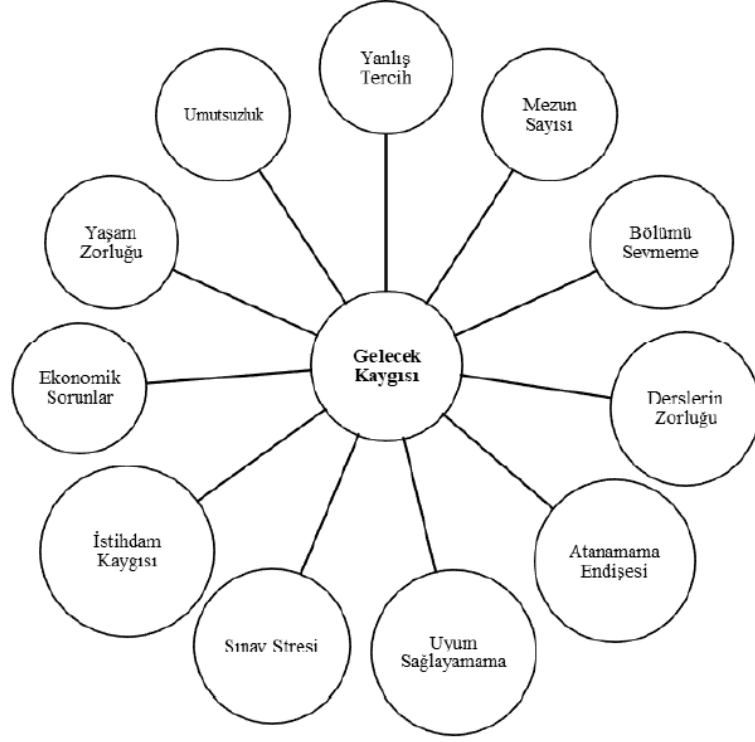 Yanlış
Tercih
Mezun
Sayısı
Bölümü
Sevmeme
Derslerin
Zorluğu
Atanamama
Endişesi
Uyum
Sağlayamama
Sınav Stresi
İstihdam
Kaygısı
Ekonomik
Sorunlar
Yaşam
Zorluğu
Umutsuzluk
Gelecek
Kaygısı